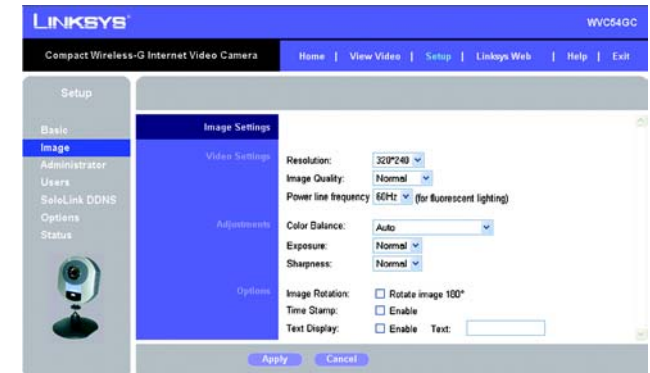 LINKSYS®
WVC54GC
Compact Wireless-G Internet Video Camera
Home | View Video | Setup | Linksys Web | Help | Exit
Setup
Basic
Image
Administrator
Users
SoloLink DDNS
Options
Status
Image Settings
Video Settings
Resolution: 320*240
Image Quality: Normal
Power line frequency 60Hz (for fluorescent lighting)
Adjustments
Color Balance: Auto
Exposure: Normal
Sharpness: Normal
Options
Image Rotation: Rotate image 180°
Time Stamp: Enable
Text Display: Enable Text:
Apply Cancel